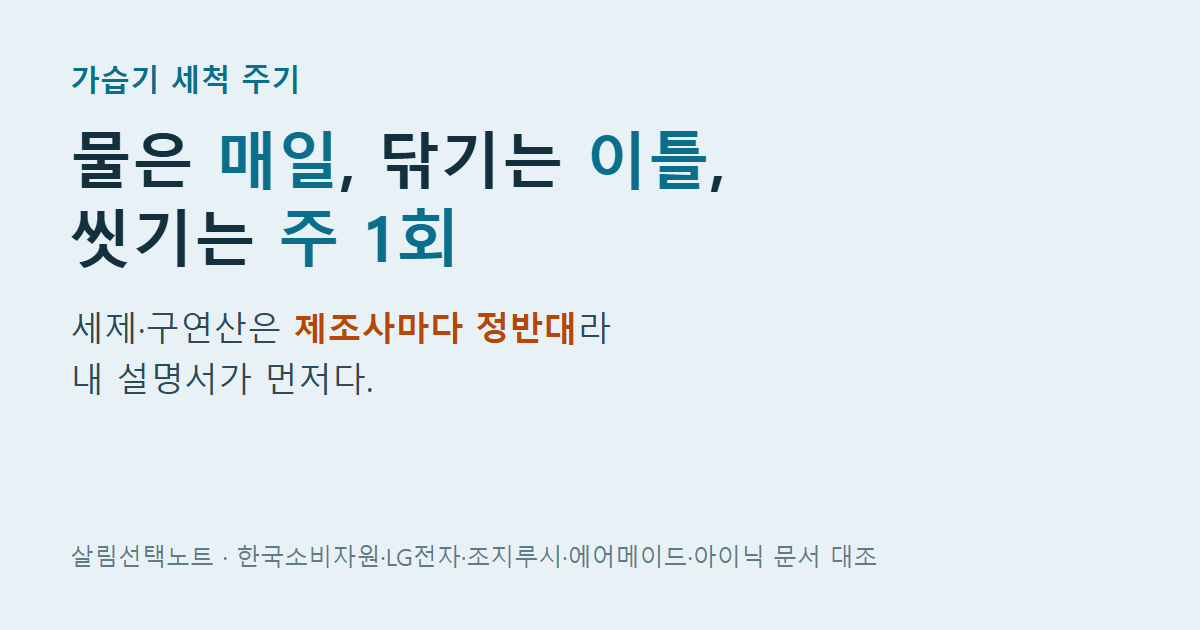 가습기 세척 주기
물은 매일, 닦기는 이틀,
씻기는 주 1회
세제·구연산은 제조사마다 정반대라
내 설명서가 먼저다.
살림선택노트 · 한국소비자원·LG전자·조지루시·에어메이드·아이닉 문서 대조